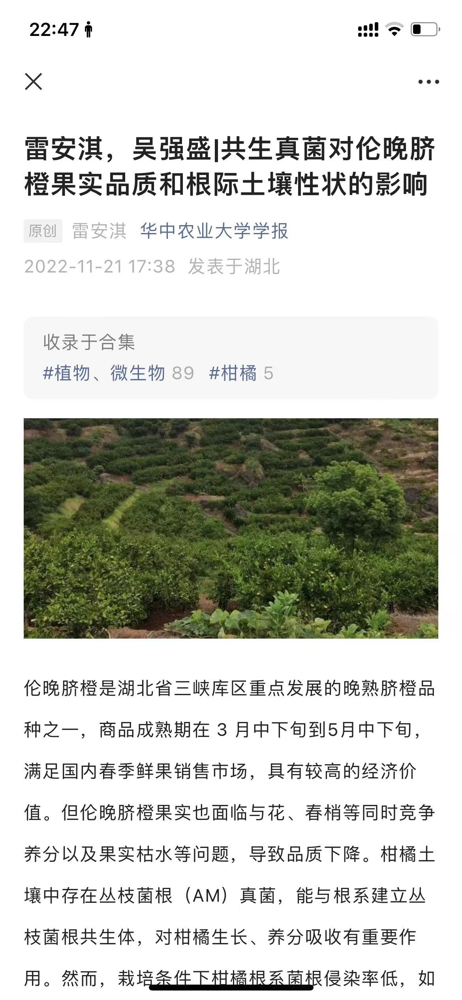 22:47
雷安淇，吴强盛|共生真菌对伦晚脐
橙果实品质和根际土壤性状的影响
原创 雷安淇 华中农业大学学报
2022-11-21 17:38 发表于湖北
收录于合集
#植物、微生物 89 #柑橘 5
伦晚脐橙是湖北省三峡库区重点发展的晚熟脐橙品
种之一，商品成熟期在 3 月中下旬到5月中下旬，
满足国内春季鲜果销售市场，具有较高的经济价
值。但伦晚脐橙果实也面临与花、春梢等同时竞争
养分以及果实枯水等问题，导致品质下降。柑橘土
壤中存在丛枝菌根（AM）真菌，能与根系建立丛
枝菌根共生体，对柑橘生长、养分吸收有重要作
用。然而，栽培条件下柑橘根系菌根侵染率低，如